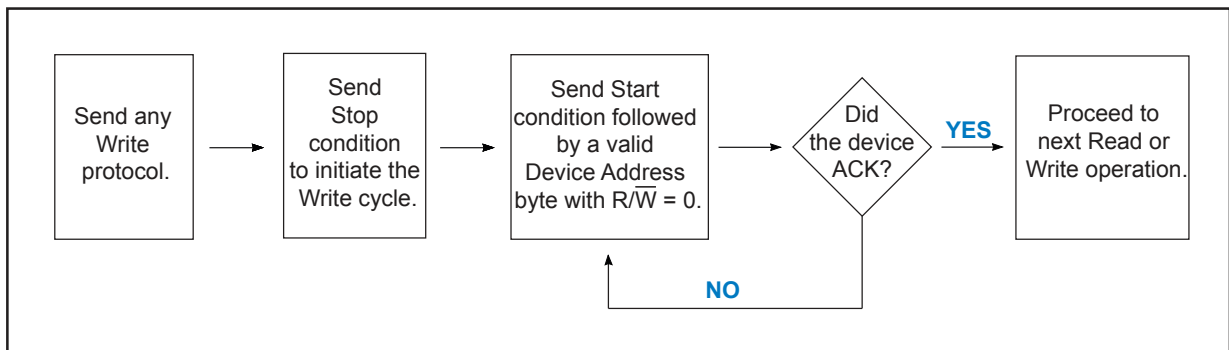 Send any
Write
protocol.
Send
Stop
condition
to initiate the
Write cycle.
Send Start
condition followed
by a valid
Device Address
byte with R/W̅ = 0.
Did
the device
ACK?
YES
NO
Proceed to
next Read or
Write operation.